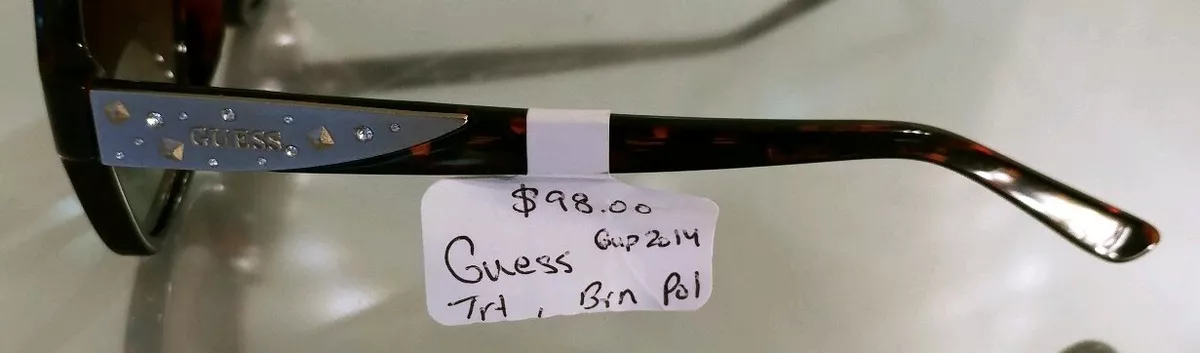 GUESS
$98.00
Gup 2014
Guess
Trt, Brn Pol